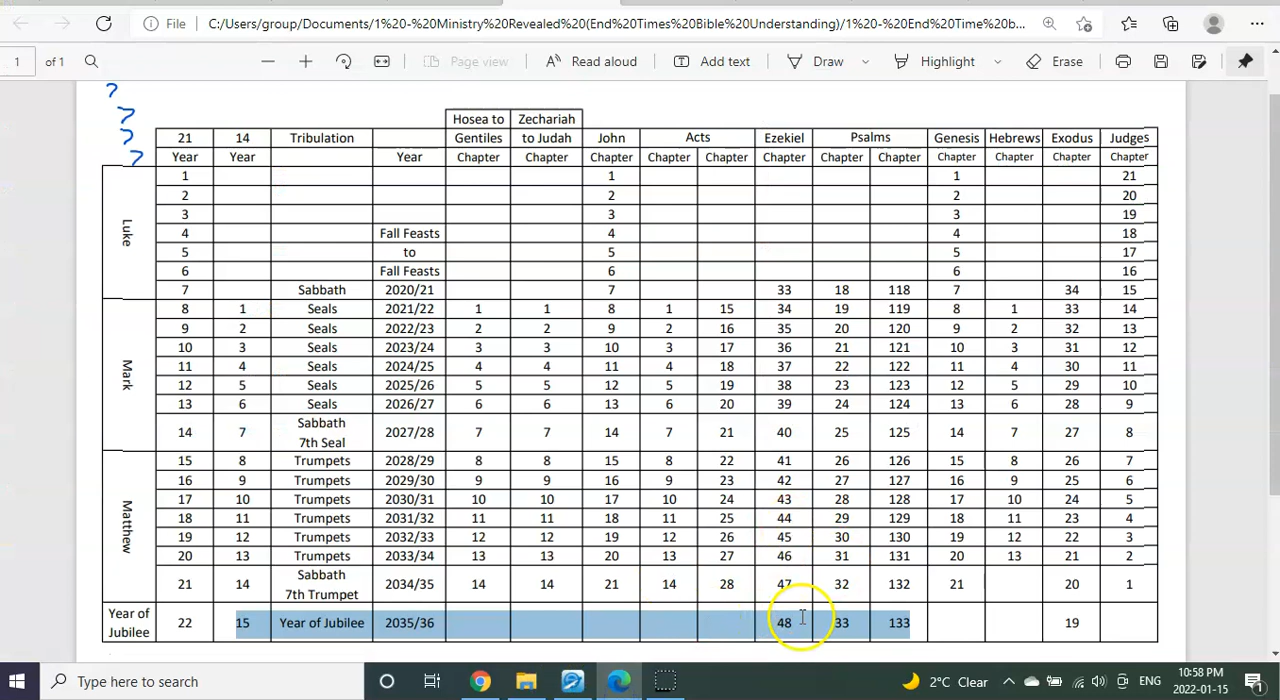 File C:/Users/group/Documents/1%20-%20Ministry%20Revealed%20(End%20Times%20Bible%20Understanding)/1%20-%20End%20Time%20b...
1 of 1 Page view Read aloud Add text Draw Highlight Erase
?
?
?
?
Hosea to Zechariah
21 14 Tribulation Gentiles to Judah John Acts Ezekiel Psalms Genesis Hebrews Exodus Judges
Year Year Year Chapter Chapter Chapter Chapter Chapter Chapter Chapter Chapter Chapter Chapter Chapter Chapter
Luke
1 1 1 21
2 2 2 20
3 3 3 19
4 Fall Feasts 4 4 18
5 to 5 5 17
6 Fall Feasts 6 6 16
7 Sabbath 2020/21 7 33 18 118 7 34 15
Mark
8 1 Seals 2021/22 1 1 8 1 15 34 19 119 8 1 33 14
9 2 Seals 2022/23 2 2 9 2 16 35 20 120 9 2 32 13
10 3 Seals 2023/24 3 3 10 3 17 36 21 121 10 3 31 12
11 4 Seals 2024/25 4 4 11 4 18 37 22 122 11 4 30 11
12 5 Seals 2025/26 5 5 12 5 19 38 23 123 12 5 29 10
13 6 Seals 2026/27 6 6 13 6 20 39 24 124 13 6 28 9
Sabbath
14 7 7th Seal 2027/28 7 7 14 7 21 40 25 125 14 7 27 8
Matthew
15 8 Trumpets 2028/29 8 8 15 8 22 41 26 126 15 8 26 7
16 9 Trumpets 2029/30 9 9 16 9 23 42 27 127 16 9 25 6
17 10 Trumpets 2030/31 10 10 17 10 24 43 28 128 17 10 24 5
18 11 Trumpets 2031/32 11 11 18 11 25 44 29 129 18 11 23 4
19 12 Trumpets 2032/33 12 12 19 12 26 45 30 130 19 12 22 3
20 13 Trumpets 2033/34 13 13 20 13 27 46 31 131 20 13 21 2
Sabbath
21 14 7th Trumpet 2034/35 14 14 21 14 28 47 32 132 21 20 1
Year of
Jubilee 22 15 Year of Jubilee 2035/36 48 33 133 19
Type here to search 2°C Clear 10:58 PM
2022-01-15